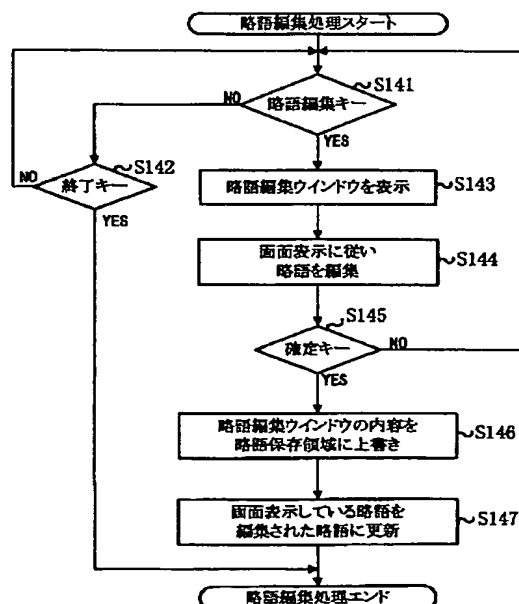 略語編集処理スタート
S141
略語編集キー
NO
YES
S142
終了キー
NO
YES
略語編集ウインドウを表示
S143
画面表示に従い
略語を編集
S144
S145
確定キー
NO
YES
略語編集ウインドウの内容を
略語保存領域に上書き
S146
画面表示している略語を
編集された略語に更新
S147
略語編集処理エンド